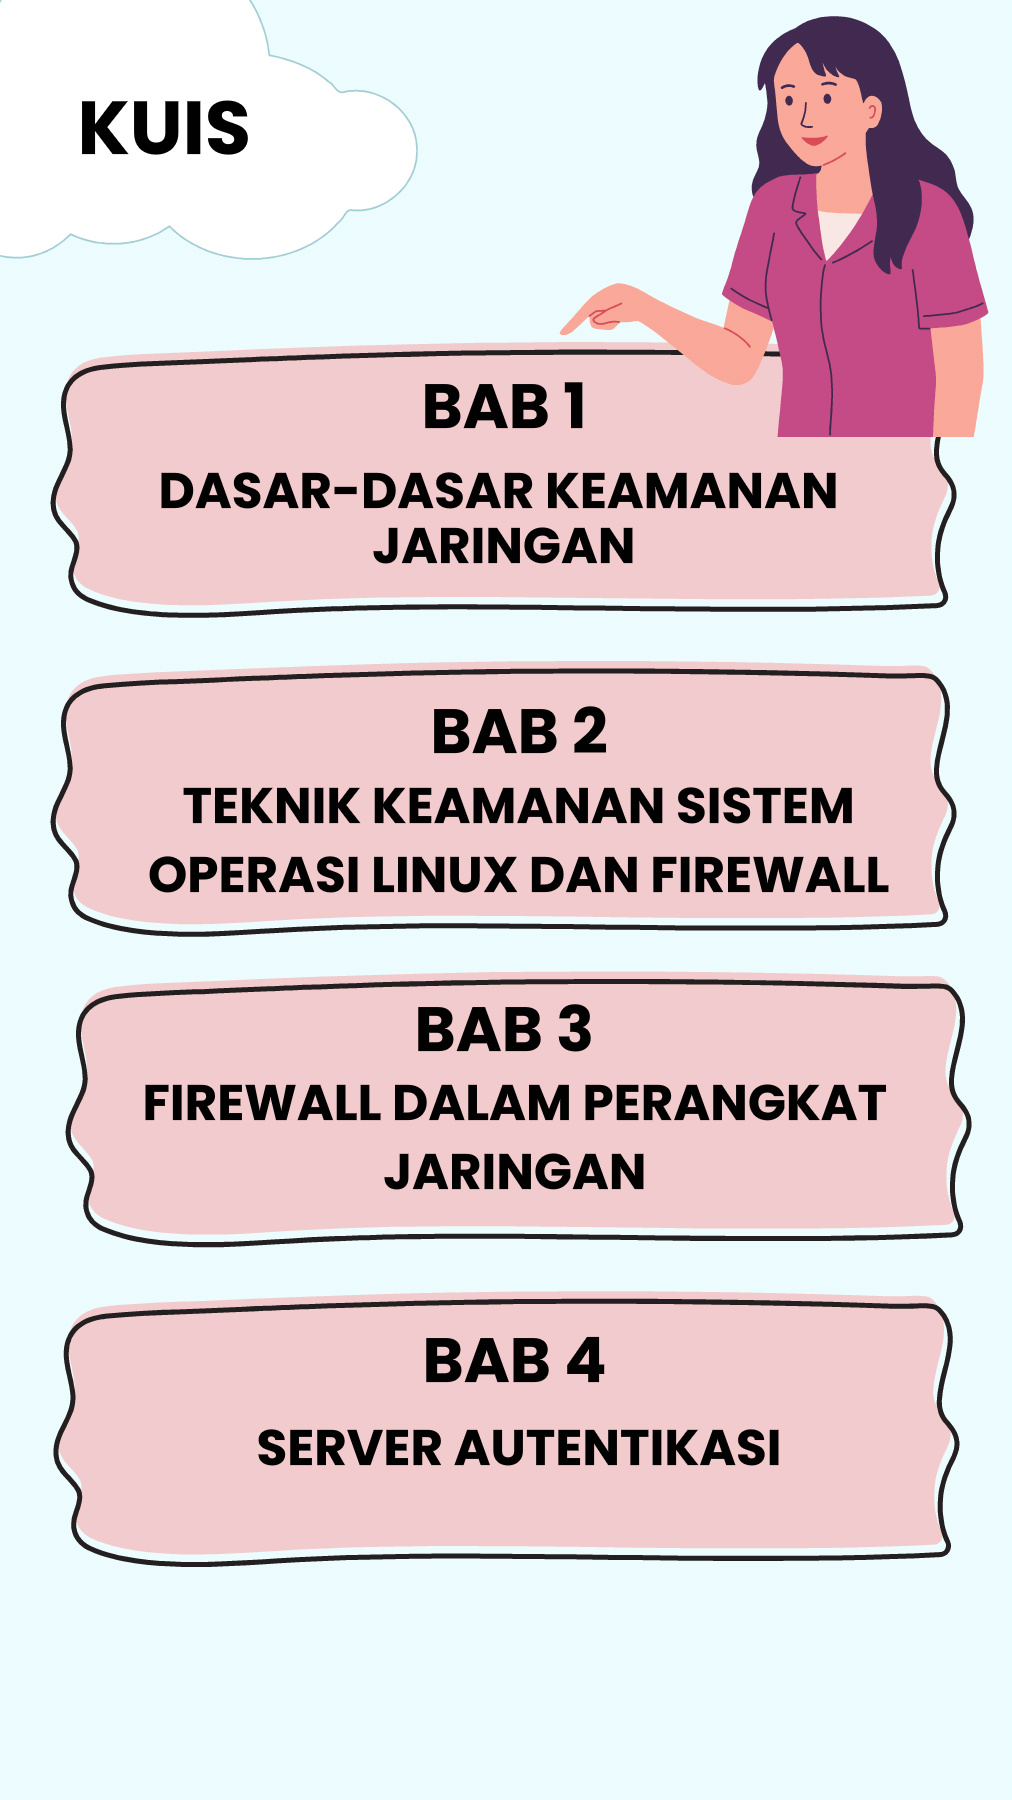 KUIS
BAB 1
DASAR-DASAR KEAMANAN
JARINGAN
BAB 2
TEKNIK KEAMANAN SISTEM
OPERASI LINUX DAN FIREWALL
BAB 3
FIREWALL DALAM PERANGKAT
JARINGAN
BAB 4
SERVER AUTENTIKASI